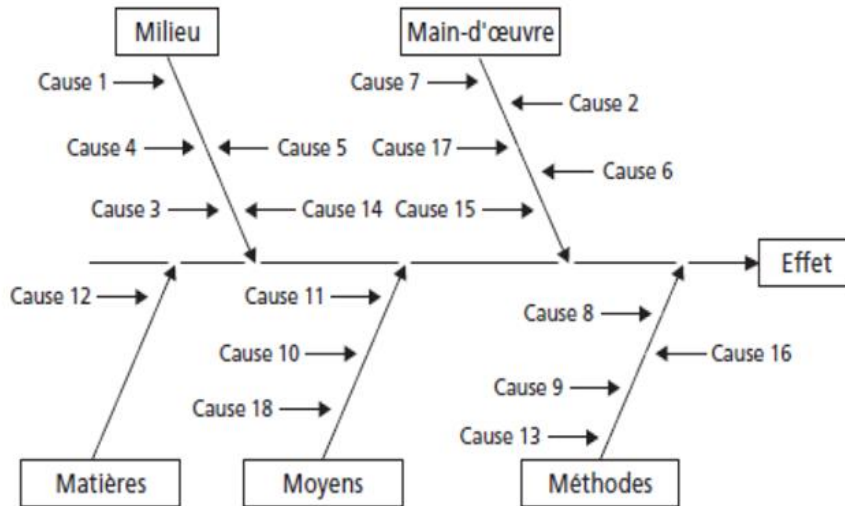 Milieu
Main-d'œuvre
Cause 1
Cause 7
Cause 2
Cause 4
Cause 5
Cause 17
Cause 6
Cause 3
Cause 14
Cause 15
Effet
Cause 12
Cause 11
Cause 8
Cause 10
Cause 16
Cause 9
Cause 18
Cause 13
Matières
Moyens
Méthodes